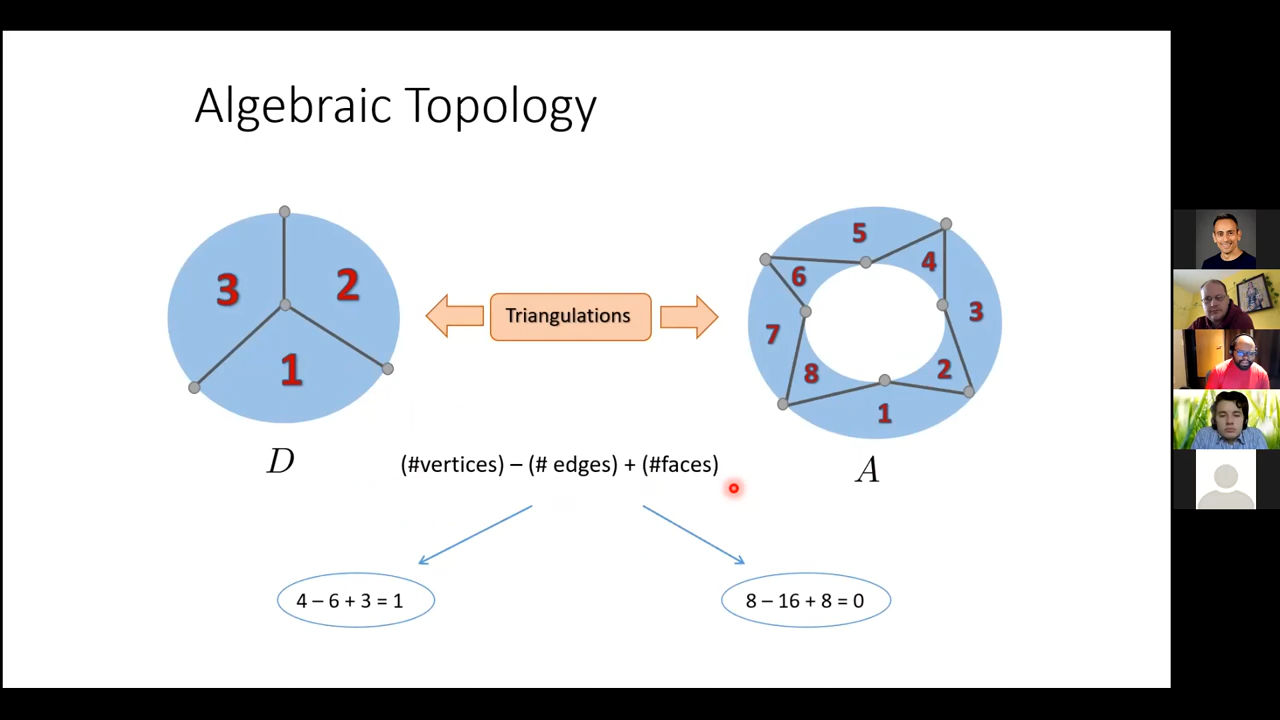 Algebraic Topology
3
2
1
Triangulations
5
6
4
7
3
8
2
1
D
(#vertices) – (# edges) + (#faces)
A
4 – 6 + 3 = 1
8 – 16 + 8 = 0